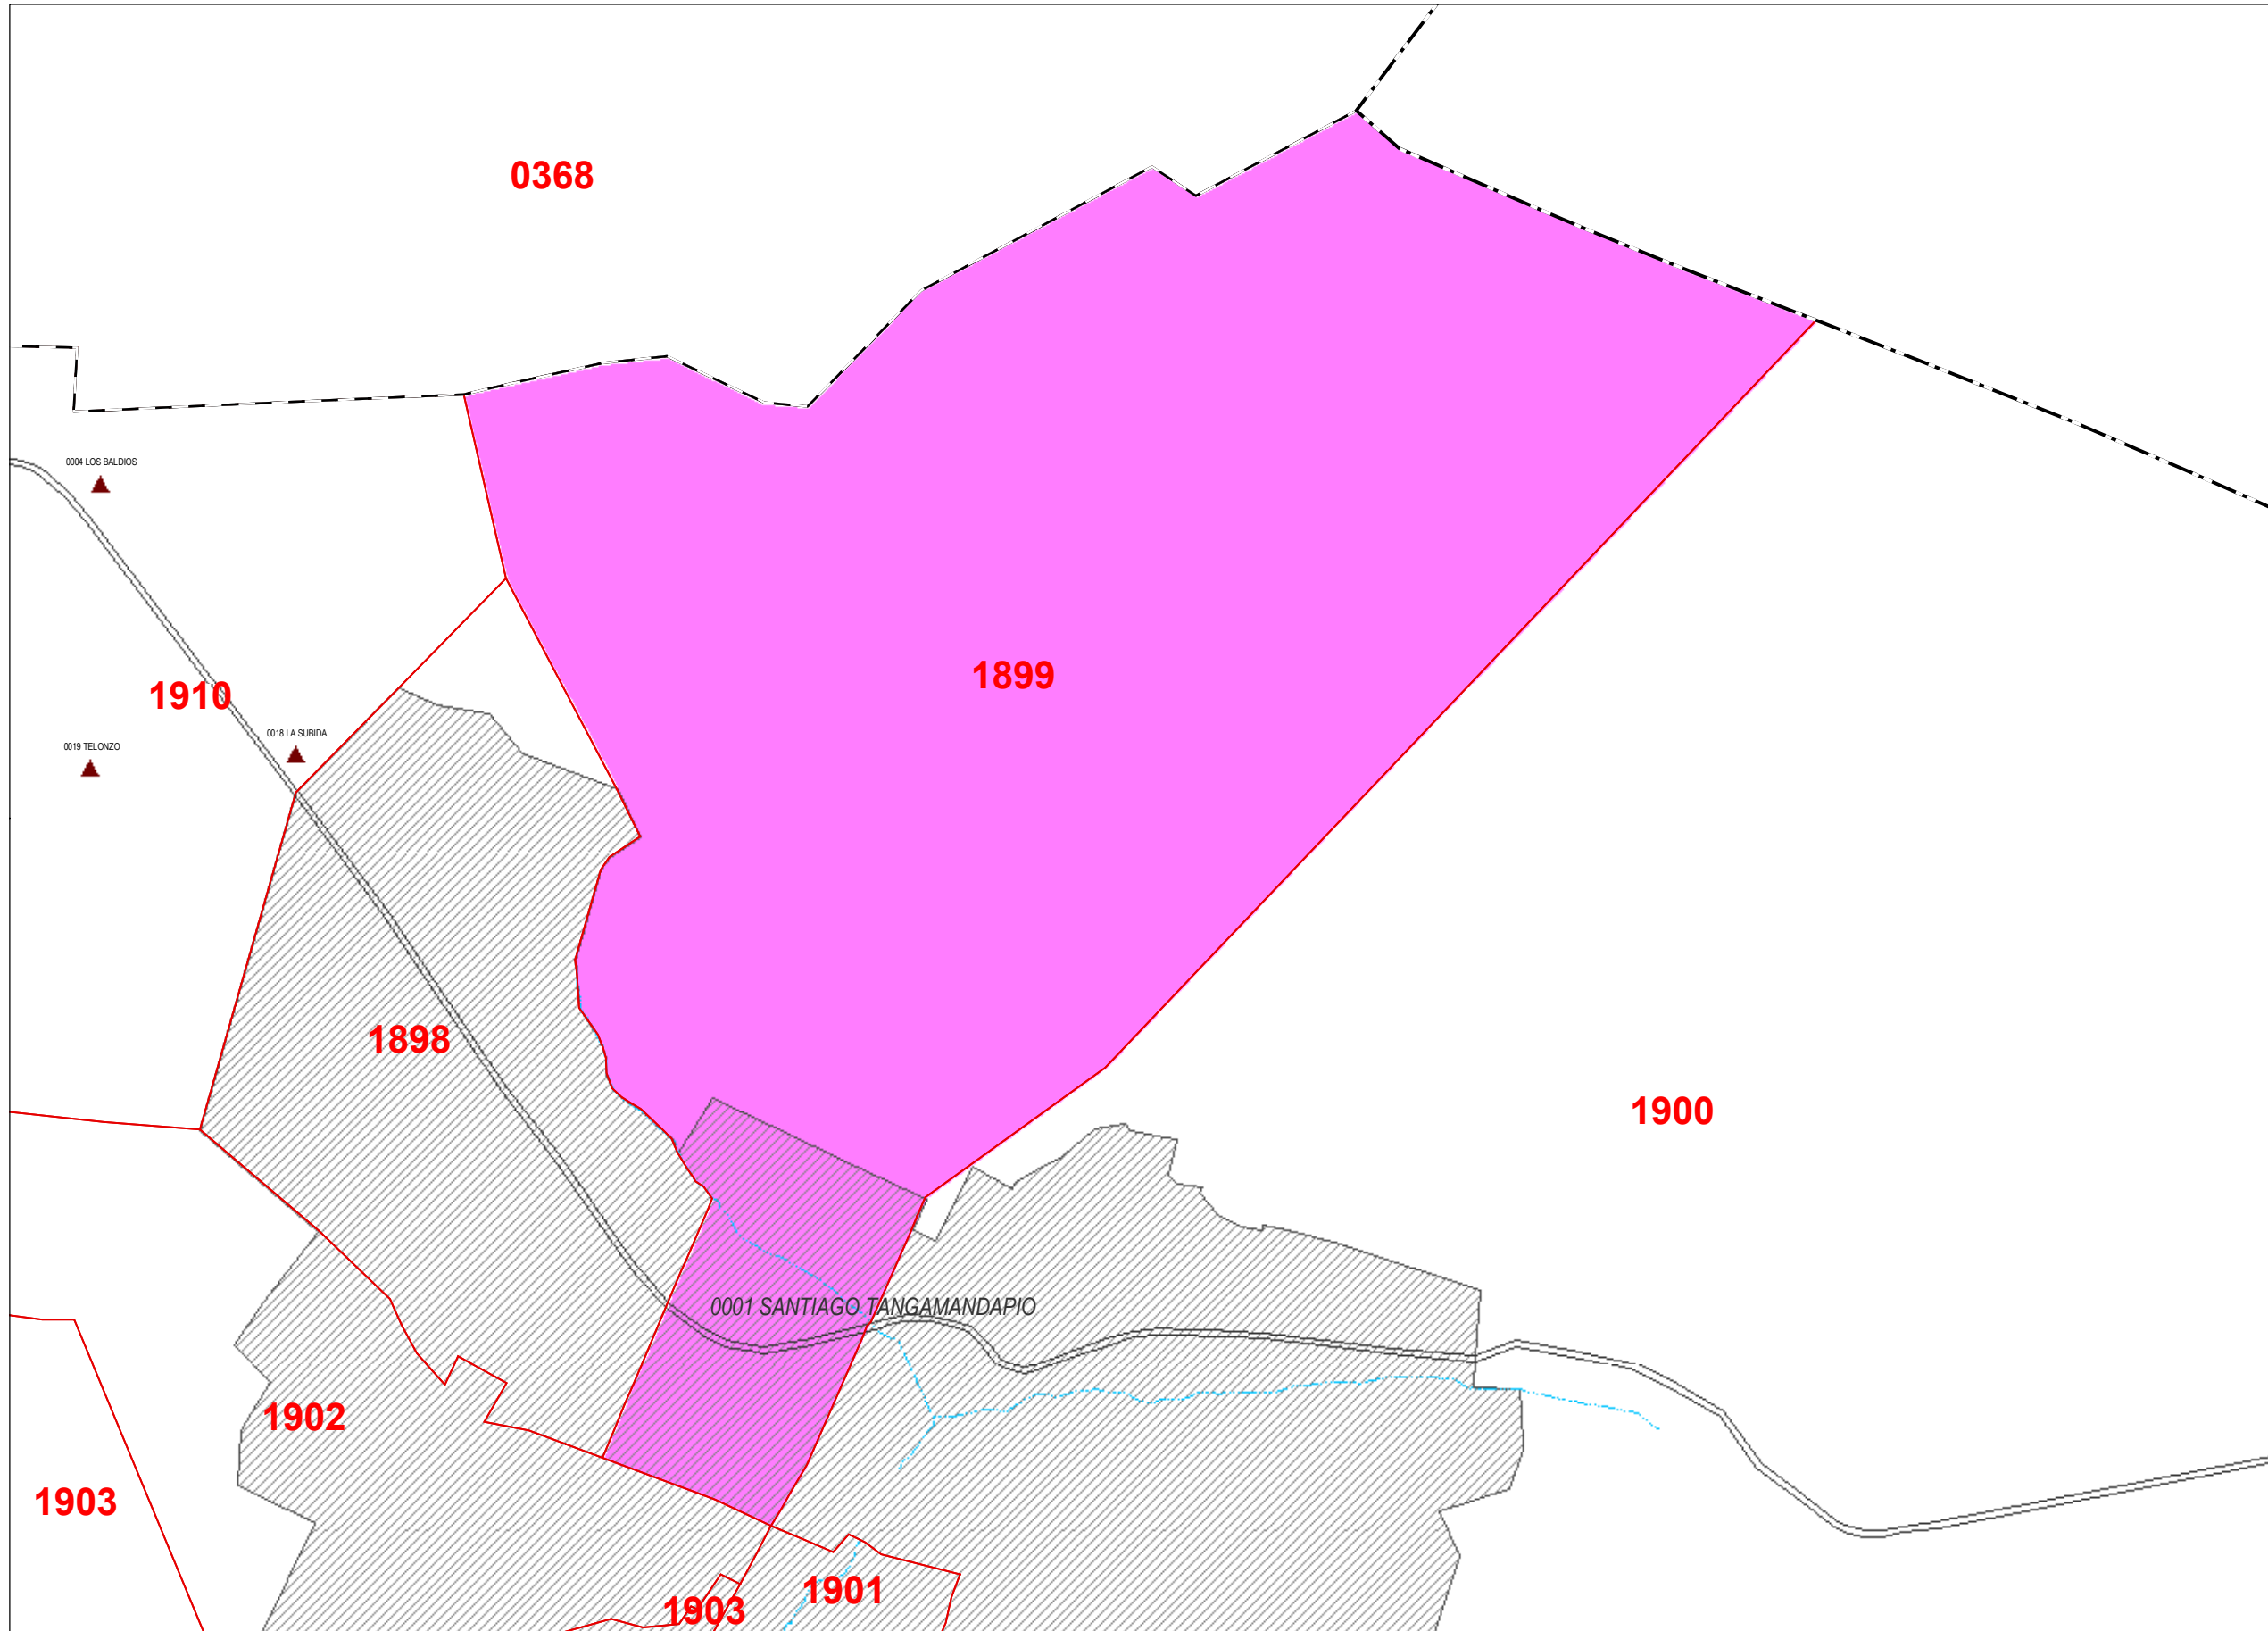 0368
0004 LOS BALDIOS
1899
1910
0018 LA SUBIDA
0019 TELONZO
1898
1900
0001 SANTIAGO TANGAMANDAPIO
1902
1903
1901
1903